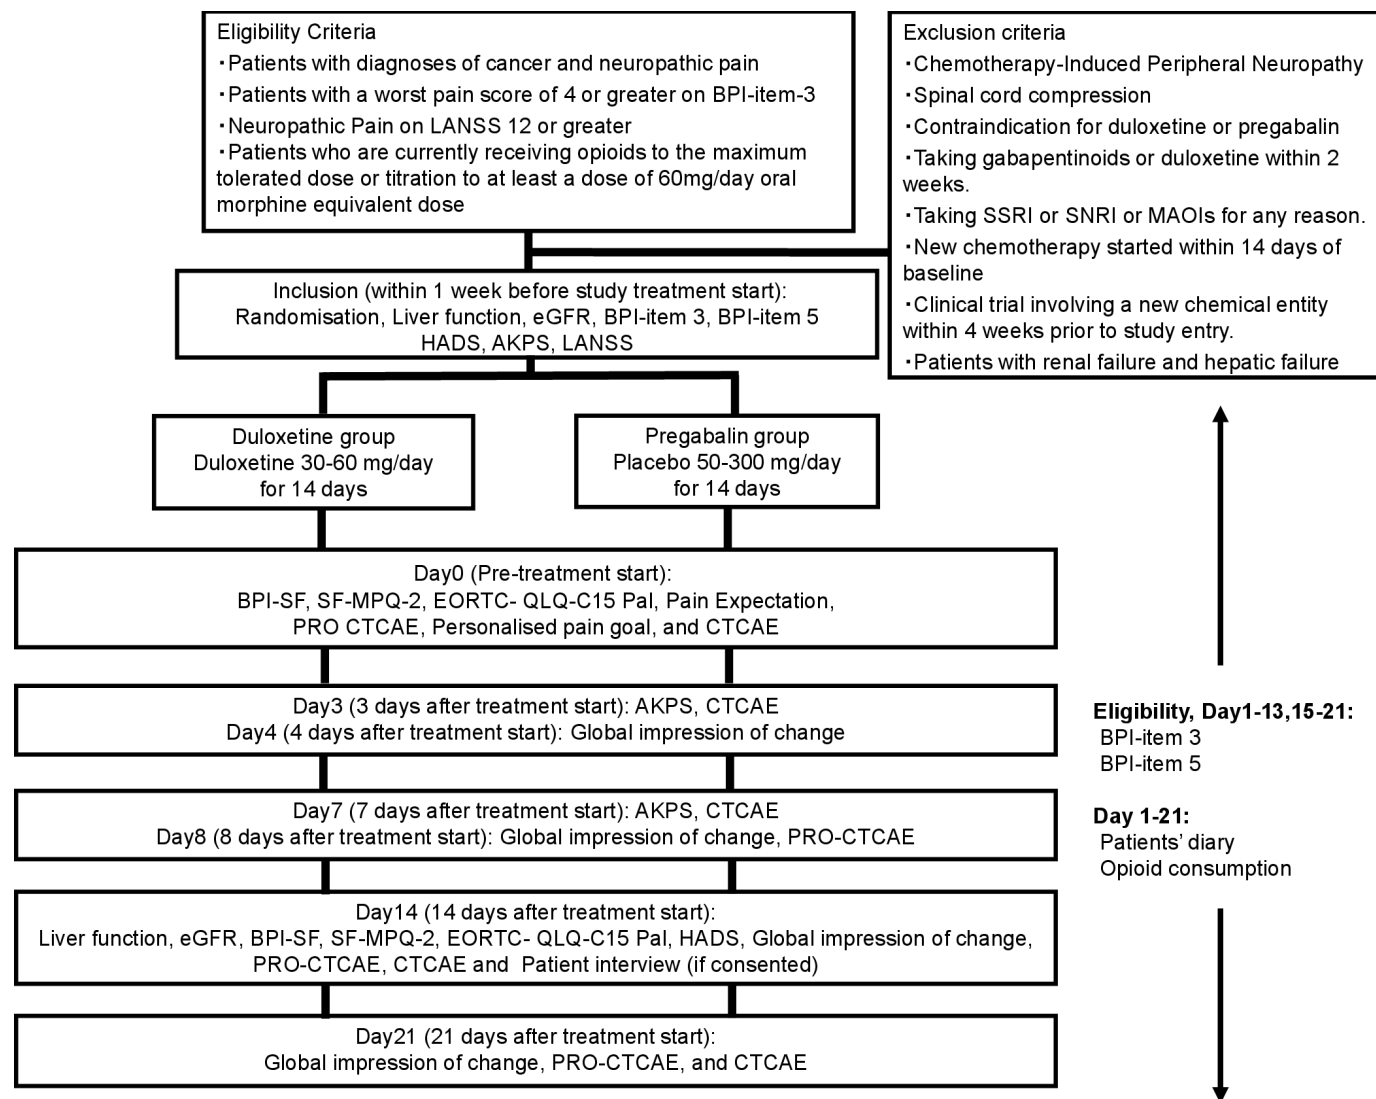 Eligibility Criteria
・Patients with diagnoses of cancer and neuropathic pain
・Patients with a worst pain score of 4 or greater on BPI-item-3
・Neuropathic Pain on LANSS 12 or greater
・Patients who are currently receiving opioids to the maximum
tolerated dose or titration to at least a dose of 60mg/day oral
morphine equivalent dose
Exclusion criteria
・Chemotherapy-Induced Peripheral Neuropathy
・Spinal cord compression
・Contraindication for duloxetine or pregabalin
・Taking gabapentinoids or duloxetine within 2
weeks.
・Taking SSRI or SNRI or MAOIs for any reason.
・New chemotherapy started within 14 days of
baseline
・Clinical trial involving a new chemical entity
within 4 weeks prior to study entry.
・Patients with renal failure and hepatic failure
Inclusion (within 1 week before study treatment start):
Randomisation, Liver function, eGFR, BPI-item 3, BPI-item 5
HADS, AKPS, LANSS
Duloxetine group
Duloxetine 30-60 mg/day
for 14 days
Pregabalin group
Placebo 50-300 mg/day
for 14 days
Day0 (Pre-treatment start):
BPI-SF, SF-MPQ-2, EORTC- QLQ-C15 Pal, Pain Expectation,
PRO CTCAE, Personalised pain goal, and CTCAE
Day3 (3 days after treatment start): AKPS, CTCAE
Day4 (4 days after treatment start): Global impression of change
Day7 (7 days after treatment start): AKPS, CTCAE
Day8 (8 days after treatment start): Global impression of change, PRO-CTCAE
Day14 (14 days after treatment start):
Liver function, eGFR, BPI-SF, SF-MPQ-2, EORTC- QLQ-C15 Pal, HADS, Global impression of change,
PRO-CTCAE, CTCAE and Patient interview (if consented)
Day21 (21 days after treatment start):
Global impression of change, PRO-CTCAE, and CTCAE
Eligibility, Day1-13,15-21:
BPI-item 3
BPI-item 5
Day 1-21:
Patients’ diary
Opioid consumption